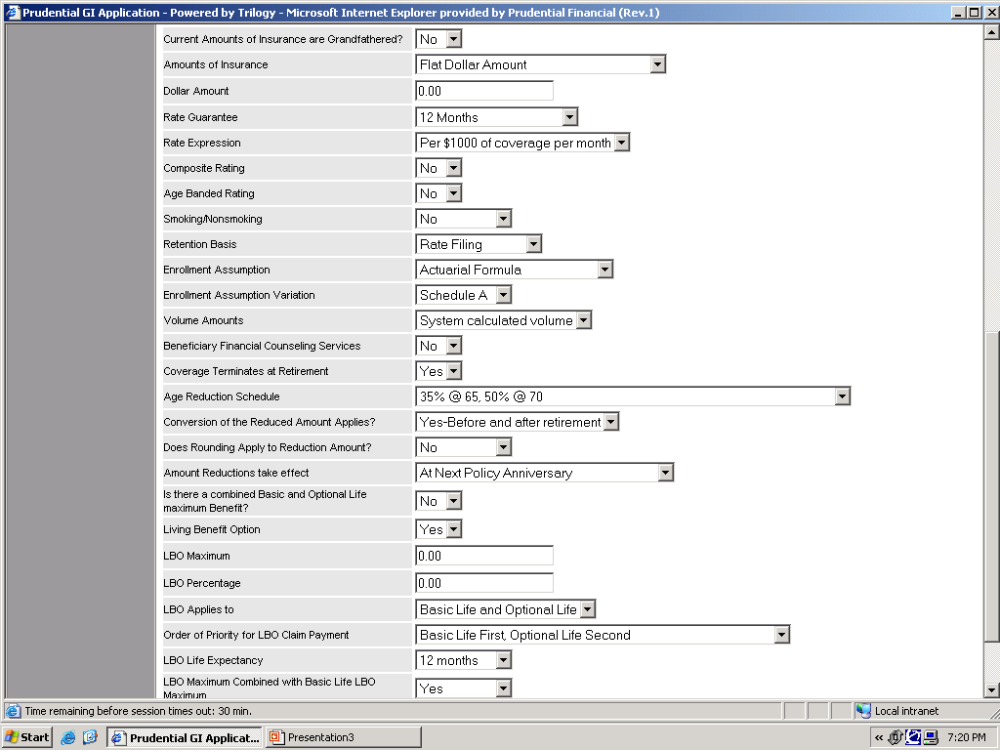 Prudential GI Application - Powered by Trilogy - Microsoft Internet Explorer provided by Prudential Financial (Rev.1)
Current Amounts of Insurance are Grandfathered? No
Amounts of Insurance Flat Dollar Amount
Dollar Amount 0.00
Rate Guarantee 12 Months
Rate Expression Per $1000 of coverage per month
Composite Rating No
Age Banded Rating No
Smoking/Nonsmoking No
Retention Basis Rate Filing
Enrollment Assumption Actuarial Formula
Enrollment Assumption Variation Schedule A
Volume Amounts System calculated volume
Beneficiary Financial Counseling Services No
Coverage Terminates at Retirement Yes
Age Reduction Schedule 35% @ 65, 50% @ 70
Conversion of the Reduced Amount Applies? Yes-Before and after retirement
Does Rounding Apply to Reduction Amount? No
Amount Reductions take effect At Next Policy Anniversary
Is there a combined Basic and Optional Life
maximum Benefit? No
Living Benefit Option Yes
LBO Maximum 0.00
LBO Percentage 0.00
LBO Applies to Basic Life and Optional Life
Order of Priority for LBO Claim Payment Basic Life First, Optional Life Second
LBO Life Expectancy 12 months
LBO Maximum Combined with Basic Life LBO
Maximum Yes
Time remaining before session times out: 30 min. Local intranet
Start Prudential GI Applicat... Presentation3 « 7:20 PM